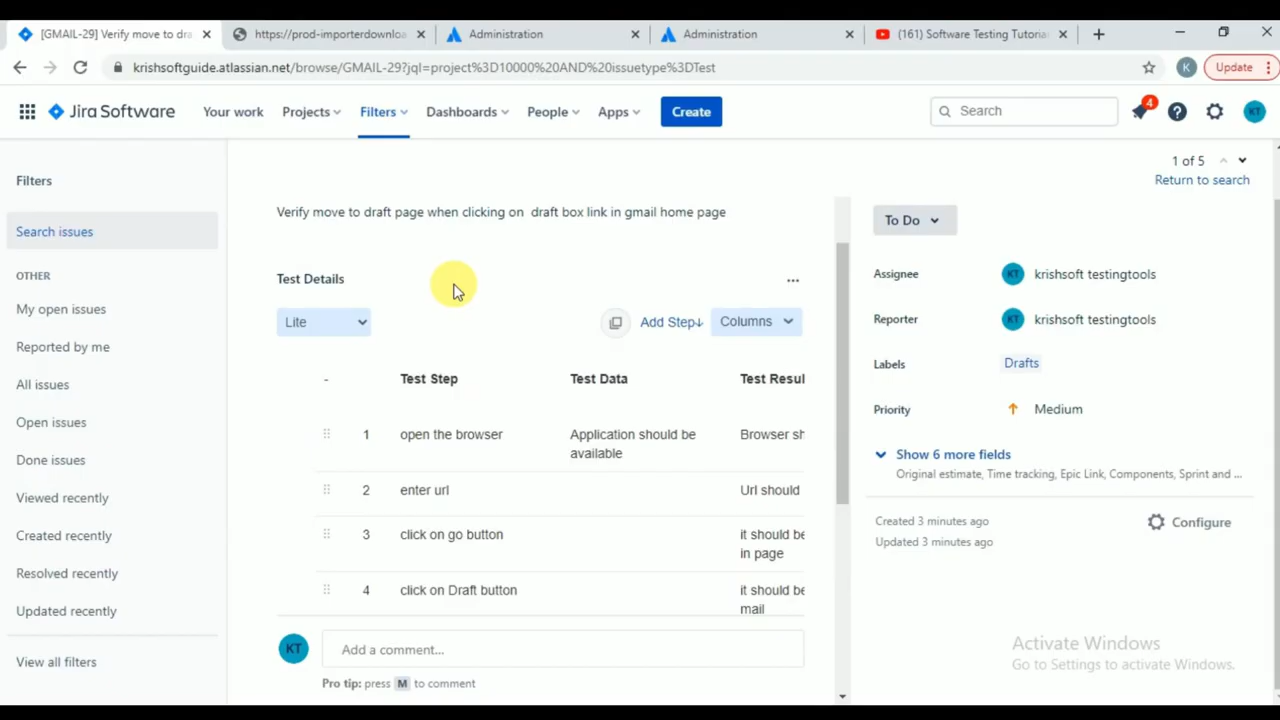 [GMAIL-29] Verify move to dra
https://prod-importerdownlo
Administration
Administration
(161) Software Testing Tutoria
krishsoftguide.atlassian.net/browse/GMAIL-29?jql=project%3D10000%20AND%20issuetype%3DTest
K
Update
Jira Software
Your work
Projects
Filters
Dashboards
People
Apps
Create
Search
4
KT
Filters
Search issues
OTHER
My open issues
Reported by me
All issues
Open issues
Done issues
Viewed recently
Created recently
Resolved recently
Updated recently
View all filters
1 of 5
Return to search
Verify move to draft page when clicking on draft box link in gmail home page
Test Details
Lite
Add Step↓
Columns
- Test Step Test Data Test Resul
1 open the browser Application should be Browser sh
available
2 enter url Url should
3 click on go button it should be
in page
4 click on Draft button it should be
mail
KT
Add a comment...
Pro tip: press M to comment
To Do
Assignee KT krishsoft testingtools
Reporter KT krishsoft testingtools
Labels Drafts
Priority Medium
Show 6 more fields
Original estimate, Time tracking, Epic Link, Components, Sprint and ...
Created 3 minutes ago
Configure
Updated 3 minutes ago
Activate Windows
Go to Settings to activate Windows.